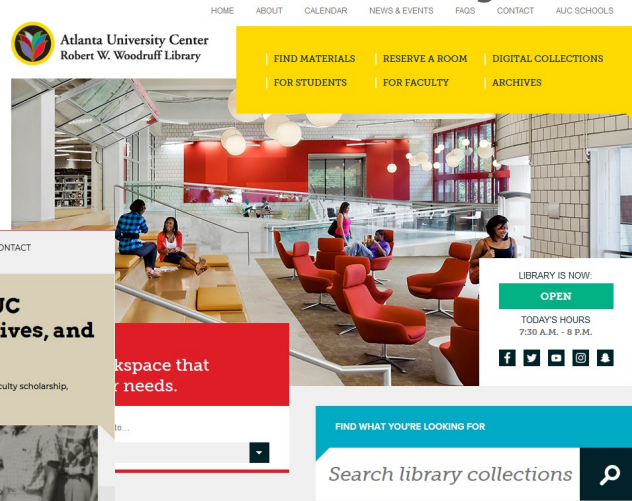 HOME ABOUT CALENDAR NEWS & EVENTS FAQS CONTACT AUC SCHOOLS
Atlanta University Center
Robert W. Woodruff Library
FIND MATERIALS RESERVE A ROOM DIGITAL COLLECTIONS
FOR STUDENTS FOR FACULTY ARCHIVES
ONTACT
UC
ives, and
culty scholarship,
LIBRARY IS NOW:
OPEN
TODAY'S HOURS
7:30 A.M. - 8 P.M.
kspace that
r needs.
to...
FIND WHAT YOU'RE LOOKING FOR
Search library collections